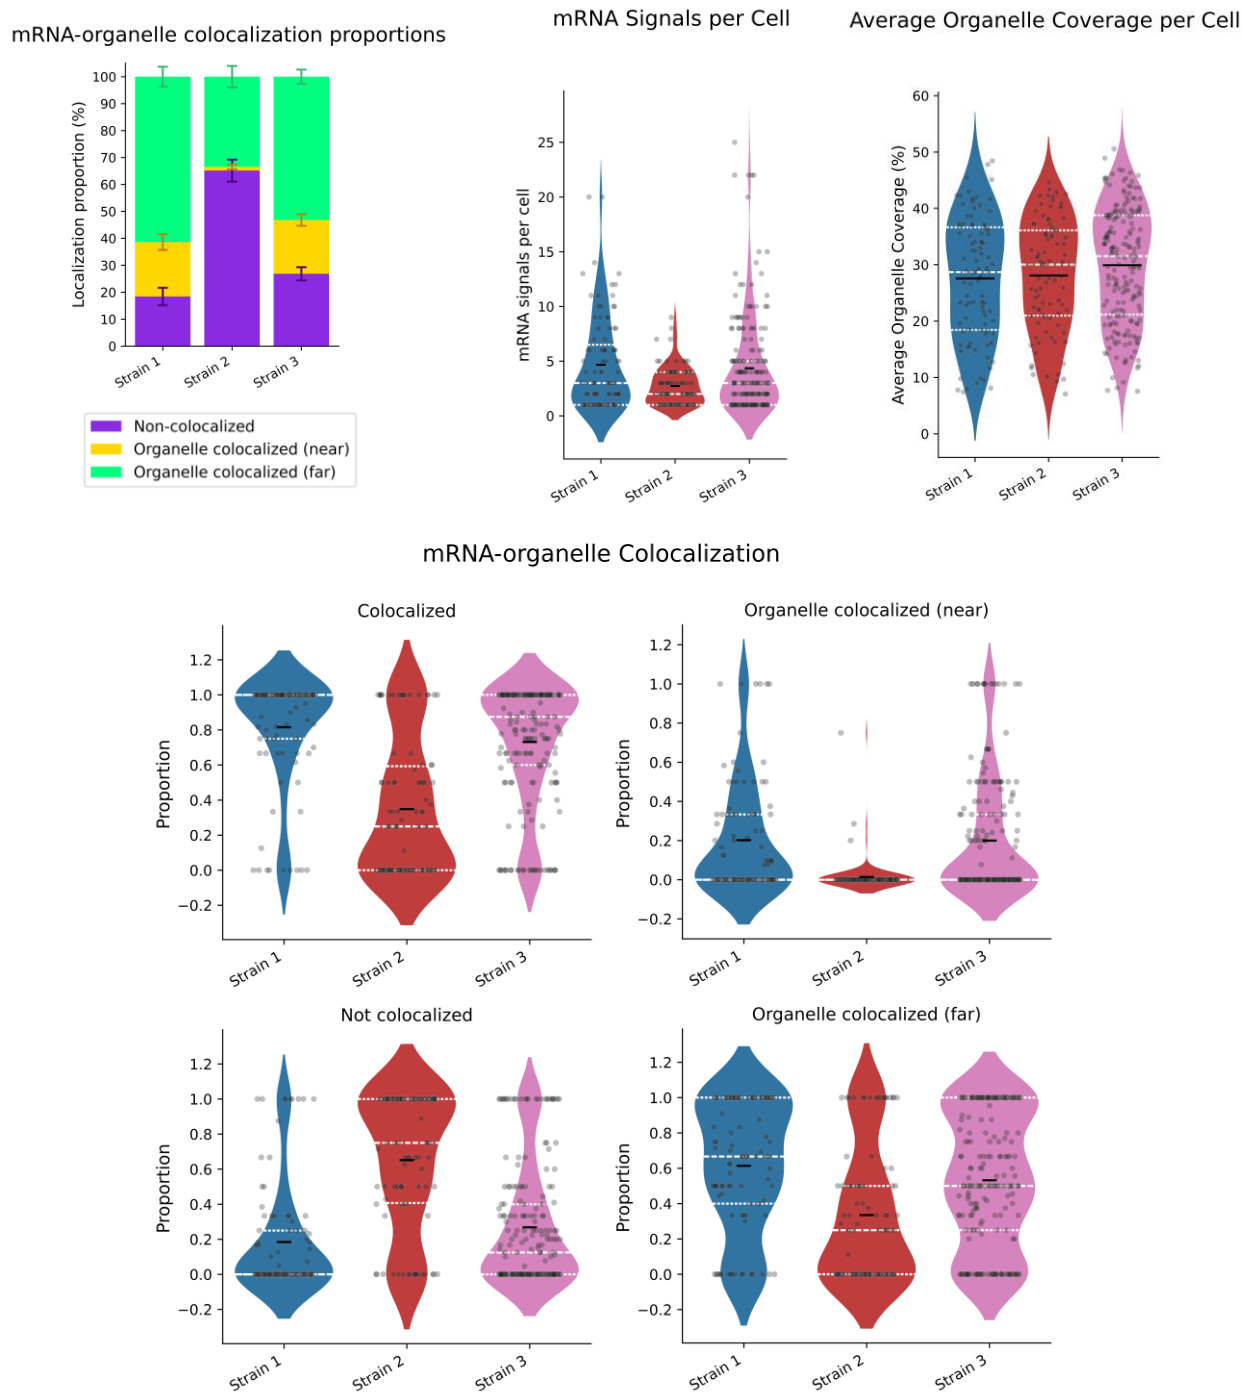 mRNA-organelle colocalization proportions
Localization proportion (%)
100
90
80
70
60
50
40
30
20
10
0
Strain 1
Strain 2
Strain 3
Non-colocalized
Organelle colocalized (near)
Organelle colocalized (far)
mRNA Signals per Cell
mRNA signals per cell
25
20
15
10
5
0
Strain 1
Strain 2
Strain 3
Average Organelle Coverage per Cell
Average Organelle Coverage (%)
60
50
40
30
20
10
0
Strain 1
Strain 2
Strain 3
mRNA-organelle Colocalization
Colocalized
Proportion
1.2
1.0
0.8
0.6
0.4
0.2
0.0
−0.2
Strain 1
Strain 2
Strain 3
Organelle colocalized (near)
Proportion
1.2
1.0
0.8
0.6
0.4
0.2
0.0
−0.2
Strain 1
Strain 2
Strain 3
Not colocalized
Proportion
1.2
1.0
0.8
0.6
0.4
0.2
0.0
−0.2
Strain 1
Strain 2
Strain 3
Organelle colocalized (far)
Proportion
1.2
1.0
0.8
0.6
0.4
0.2
0.0
−0.2
Strain 1
Strain 2
Strain 3